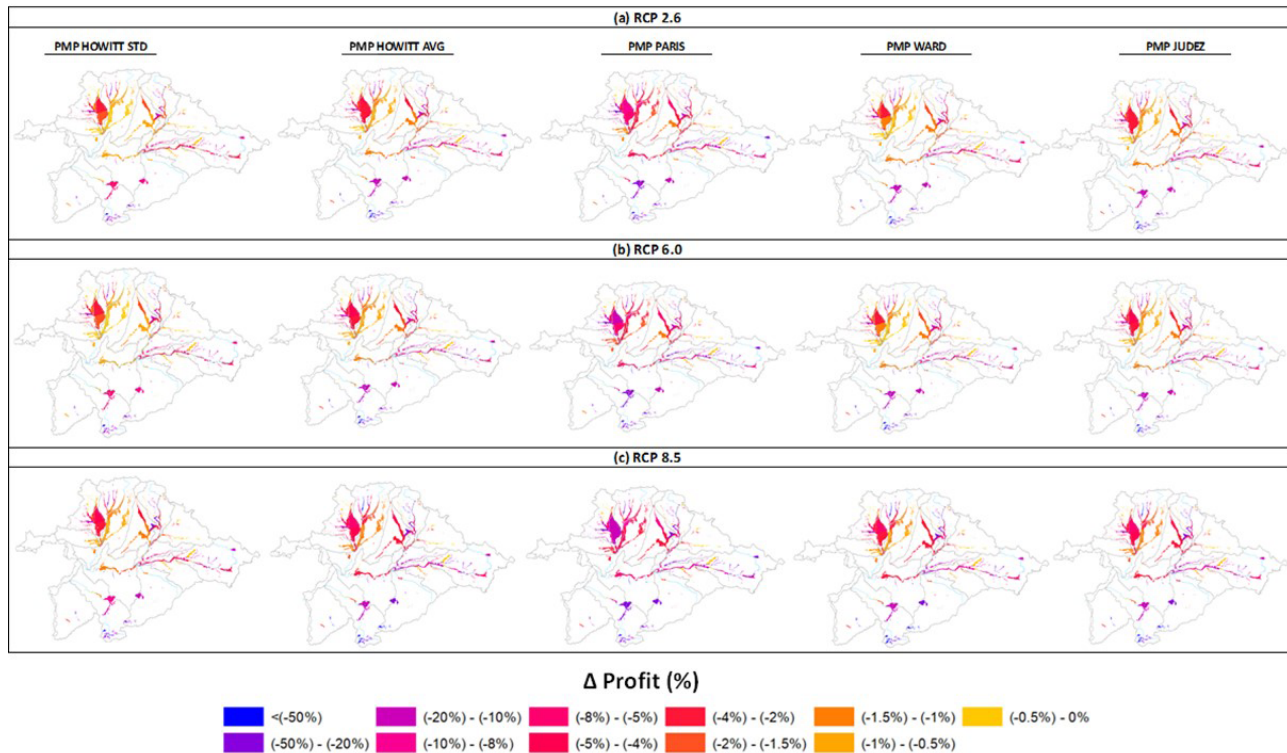 (a) RCP 2.6
PMP HOWITT STD PMP HOWITT AVG PMP PARIS PMP WARD PMP JUDEZ
(b) RCP 6.0
(c) RCP 8.5
Δ Profit (%)
<(-50%) (-20%) - (-10%) (-8%) - (-5%) (-4%) - (-2%) (-1.5%) - (-1%) (-0.5%) - 0%
(-50%) - (-20%) (-10%) - (-8%) (-5%) - (-4%) (-2%) - (-1.5%) (-1%) - (-0.5%)